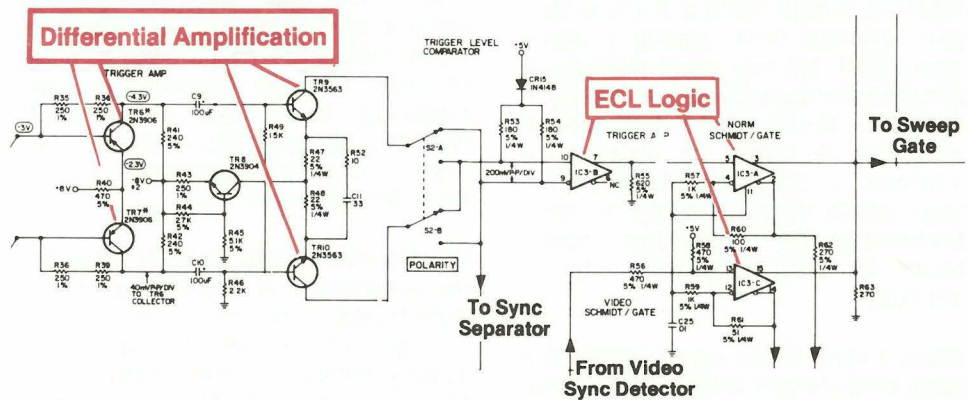 Differential Amplification
TRIGGER AMP
R35
250
1%
R34
250
1%
-4.3V
C9
100uF
TR9
2N3563
TRIGGER LEVEL
COMPARATOR
+5V
CR15
1N4148
ECL Logic
-3V
TR6*
2N3906
R41
240
5%
R49
15K
R53
180
5%
1/4W
R54
180
5%
1/4W
To Sweep
Gate
NORM
SCHMIDT/GATE
-2.3V
TR8
2N3904
S2-A
R47
22
5%
1/4W
R52
10
10
9
7
6
IC3-B
NC
5
4
3
2
11
IC3-A
+8V
R40
470
5%
R43
250
1%
R48
22
5%
1/4W
C11
.33
200mV P-P/DIV
R55
620
5%
1/4W
R57
1K
5% 1/4W
TR7*
2N3906
R44
27K
5%
R45
5.1K
5%
R42
240
5%
S2-B
+5V
R58
470
5%
1/4W
R60
100
5% 1/4W
R62
270
5%
1/4W
TR10
2N3563
R36
250
1%
R39
250
1%
C10
100uF
R46
2.2K
POLARITY
R56
470
5% 1/4W
R59
1K
5% 1/4W
13
12
15
IC3-C
R63
270
40mV P-P/DIV
TO TR6
COLLECTOR
To Sync
Separator
VIDEO
SCHMIDT/GATE
C25
.01
R61
51
5% 1/4W
From Video
Sync Detector